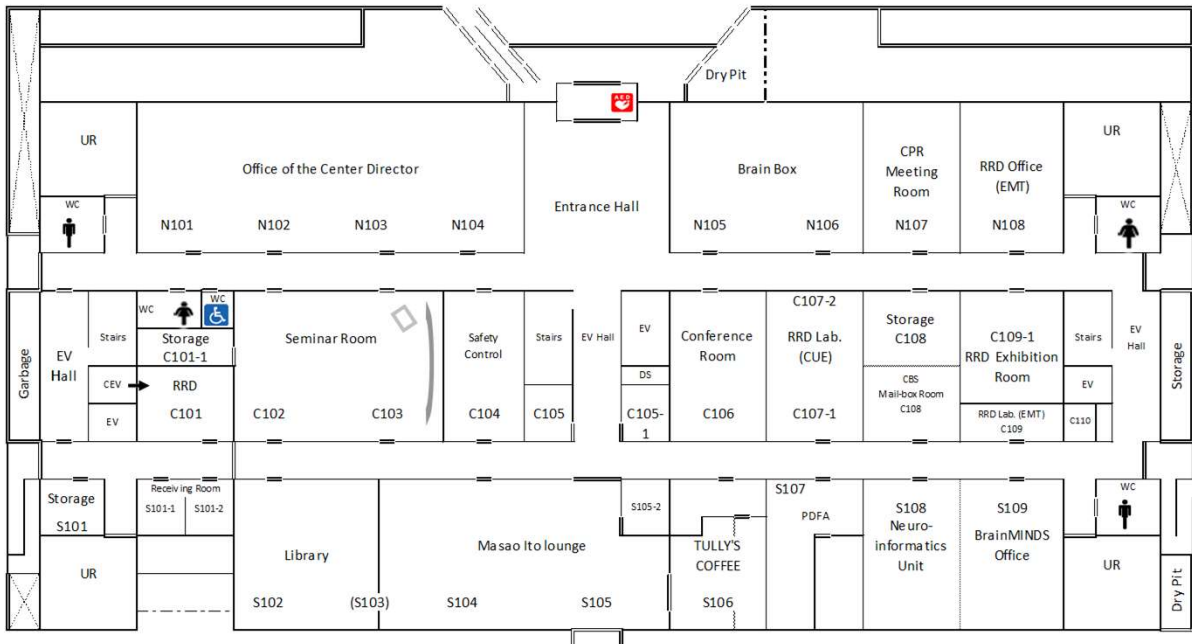 Dry Pit
AED
UR
Office of the Center Director
Brain Box
CPR
Meeting
Room
RRD Office
(EMT)
UR
WC
Entrance Hall
WC
N101
N102
N103
N104
N105
N106
N107
N108
Garbage
EV
Hall
Stairs
CEV
EV
WC
WC
Storage
C101-1
RRD
C101
Seminar Room
C102
C103
Safety
Control
C104
Stairs
C105
EV Hall
EV
DS
C105-
1
Conference
Room
C106
C107-2
RRD Lab.
(CUE)
C107-1
Storage
C108
CBS
Mail-box Room
C108
C109-1
RRD Exhibition
Room
RRD Lab. (EMT)
C109
Stairs
EV
C110
EV
Hall
Storage
Storage
S101
UR
Receiving Room
S101-1
S101-2
Library
S102
(S103)
Masao Ito lounge
S104
S105
S105-2
TULLY'S
COFFEE
S106
S107
PDFA
S108
Neuro-
informatics
Unit
S109
BrainMINDS
Office
WC
UR
Dry Pit